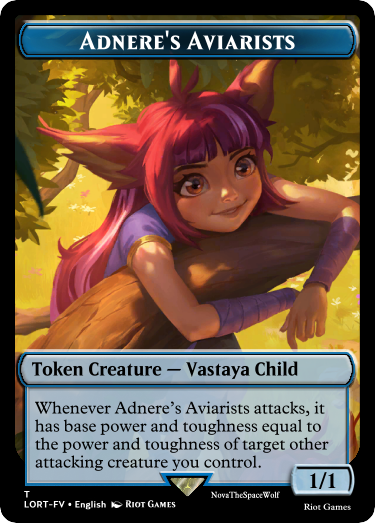 Adnere's Aviarists
Token Creature — Vastaya Child
Whenever Adnere's Aviarists attacks, it
has base power and toughness equal to
the power and toughness of target other
attacking creature you control.
1/1
T
LORT-FV • English Riot Games
NovaTheSpaceWolf
Riot Games